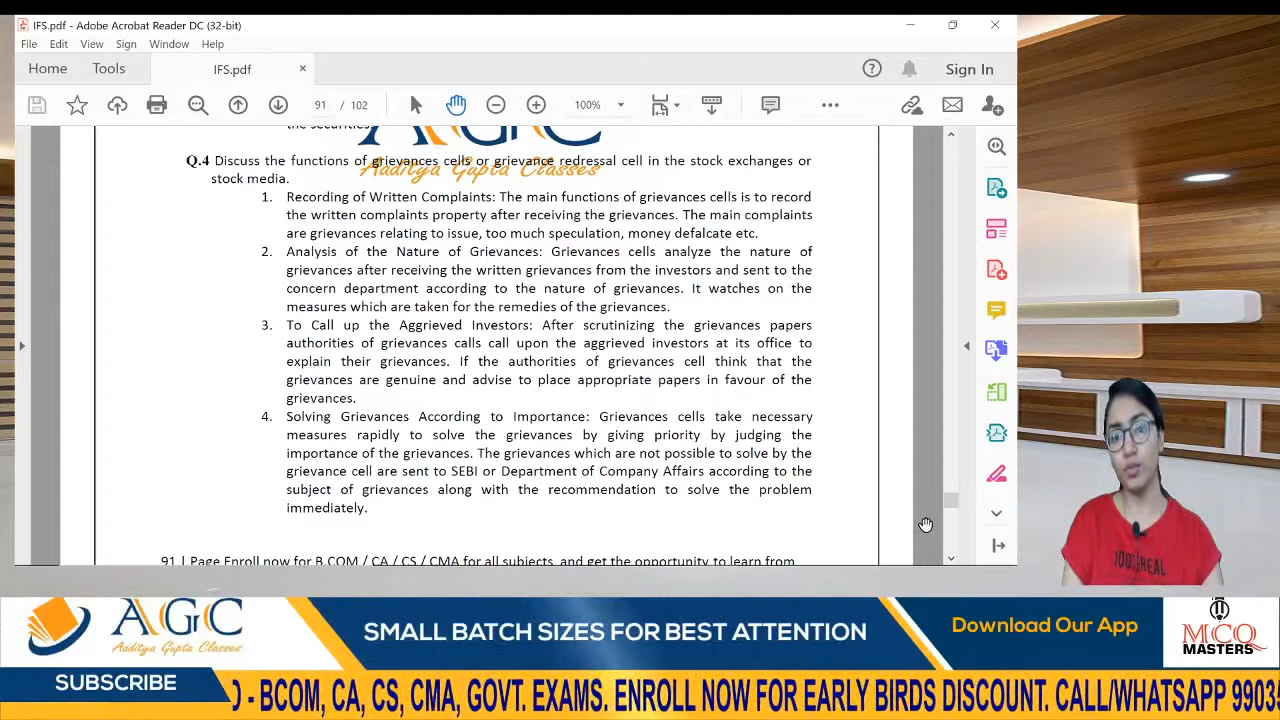 IFS.pdf - Adobe Acrobat Reader DC (32-bit)
File Edit View Sign Window Help
Home Tools IFS.pdf × Sign In
91 / 102 100%
the securities.
AGC
Aaditya Gupta Classes
Q.4 Discuss the functions of grievances cells or grievance redressal cell in the stock exchanges or
stock media.
1. Recording of Written Complaints: The main functions of grievances cells is to record
the written complaints property after receiving the grievances. The main complaints
or grievances relating to issue, too much speculation, money defalcate etc.
2. Analysis of the Nature of Grievances: Grievances cells analyze the nature of
grievances after receiving the written grievances from the investors and sent to the
concern department according to the nature of grievances. It watches on the
measures which are taken for the remedies of the grievances.
3. To Call up the Aggrieved Investors: After scrutinizing the grievances papers
authorities of grievances calls call upon the aggrieved investors at its office to
explain their grievances. If the authorities of grievances cell think that the
grievances are genuine and advise to place appropriate papers in favour of the
grievances.
4. Solving Grievances According to Importance: Grievances cells take necessary
measures rapidly to solve the grievances by giving priority by judging the
importance of the grievances. The grievances which are not possible to solve by the
grievance cell are sent to SEBI or Department of Company Affairs according to the
subject of grievances along with the recommendation to solve the problem
immediately.
91 | Page Enroll now for B.COM / CA / CS / CMA for all subjects and get the opportunity to learn from
AGC
Aaditya Gupta Classes
SMALL BATCH SIZES FOR BEST ATTENTION
Download Our App
MCQ
MASTERS
SUBSCRIBE
- BCOM, CA, CS, CMA, GOVT. EXAMS. ENROLL NOW FOR EARLY BIRDS DISCOUNT. CALL/WHATSAPP 9903